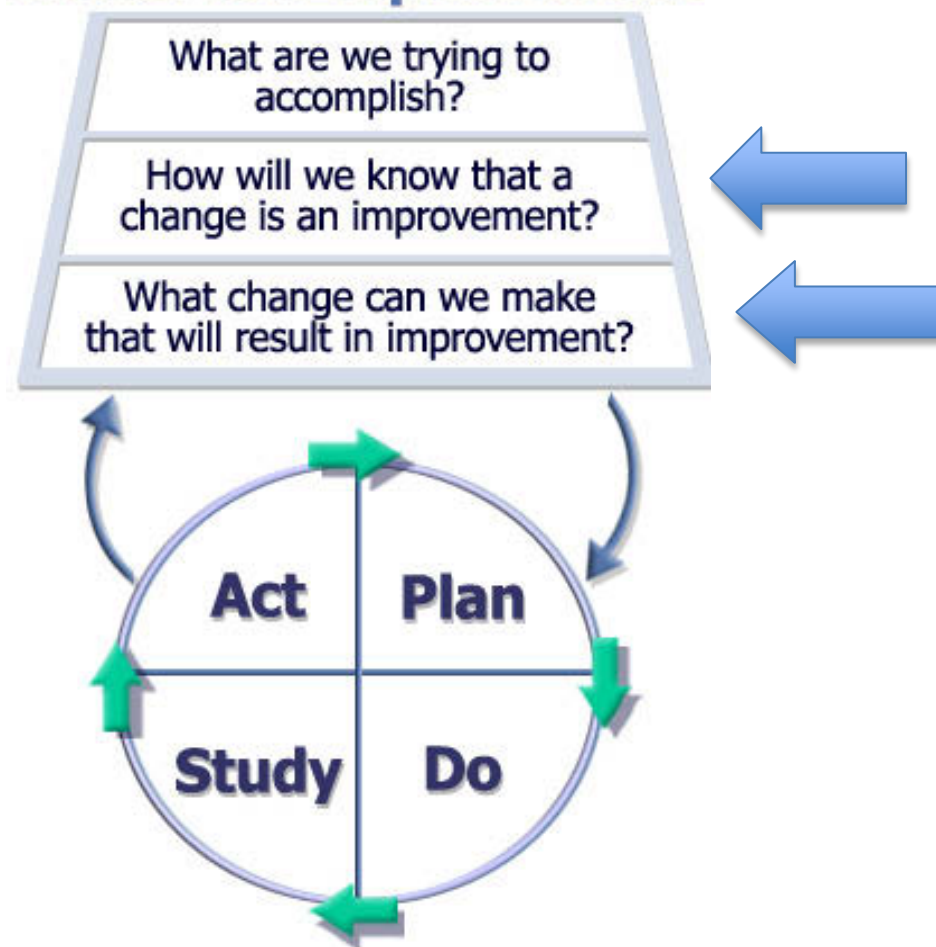 What are we trying to
accomplish?
How will we know that a
change is an improvement?
What change can we make
that will result in improvement?
Act
Plan
Study
Do